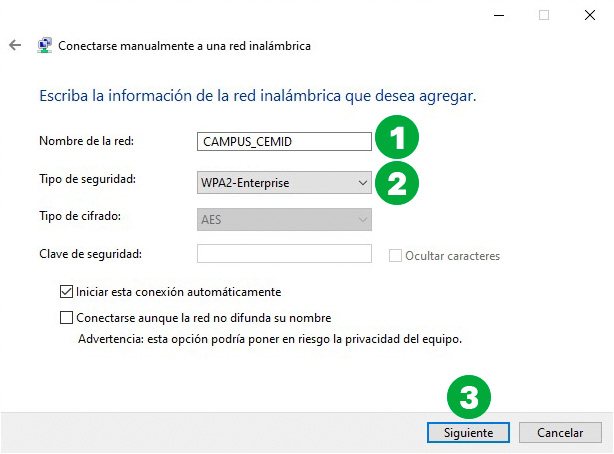 Conectarse manualmente a una red inalámbrica
Escriba la información de la red inalámbrica que desea agregar.
Nombre de la red: CAMPUS_CEMID 1
Tipo de seguridad: WPA2-Enterprise 2
Tipo de cifrado: AES
Clave de seguridad: Ocultar caracteres
Iniciar esta conexión automáticamente
Conectarse aunque la red no difunda su nombre
Advertencia: esta opción podría poner en riesgo la privacidad del equipo.
3
Siguiente Cancelar